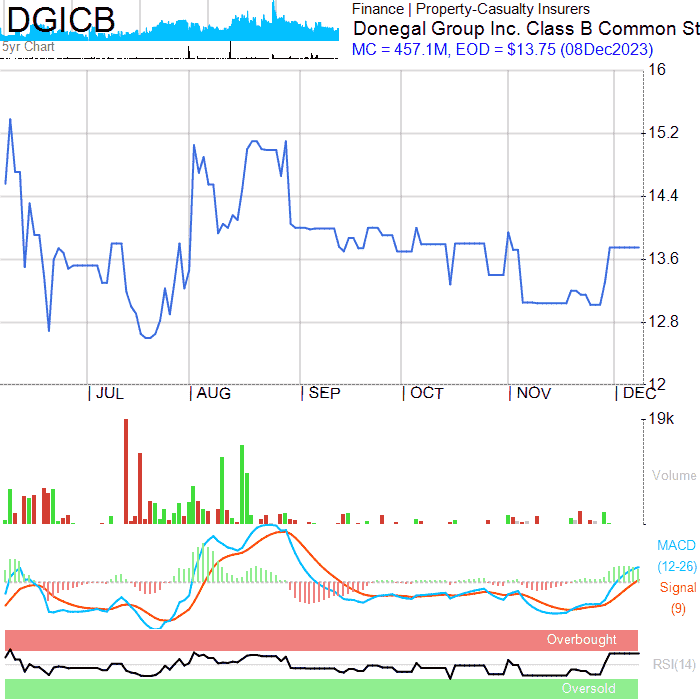 DGICB
5yr Chart
Finance | Property-Casualty Insurers
Donegal Group Inc. Class B Common St
MC = 457.1M, EOD = $13.75 (08Dec2023)
16
15.2
14.4
13.6
12.8
12
JUL
AUG
SEP
OCT
NOV
DEC
19k
Volume
MACD
(12-26)
Signal
(9)
Overbought
RSI(14)
Oversold